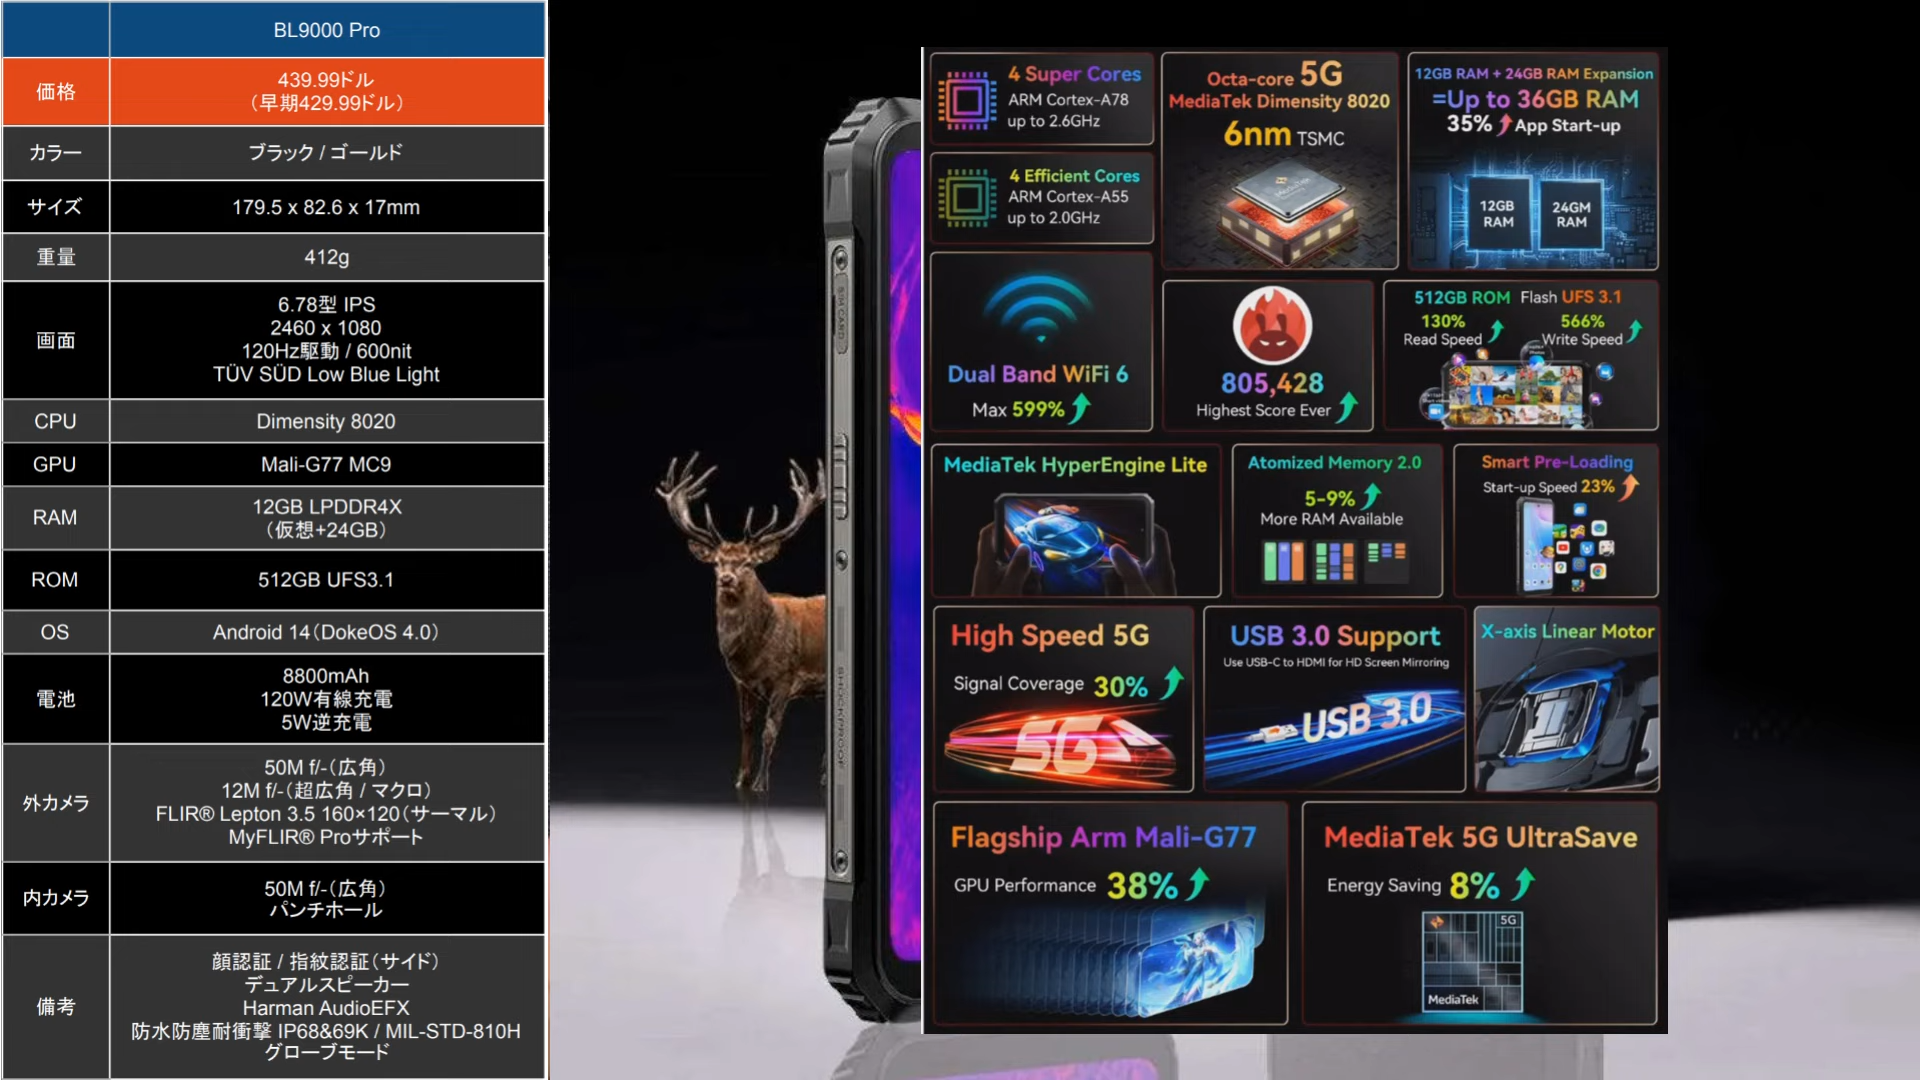 BL9000 Pro
価格
439.99ドル
（早期429.99ドル）
カラー
ブラック / ゴールド
サイズ
179.5 x 82.6 x 17mm
重量
412g
画面
6.78型 IPS
2460 x 1080
120Hz駆動 / 600nit
TÜV SÜD Low Blue Light
CPU
Dimensity 8020
GPU
Mali-G77 MC9
RAM
12GB LPDDR4X
（仮想+24GB）
ROM
512GB UFS3.1
OS
Android 14（DokeOS 4.0）
電池
8800mAh
120W有線充電
5W逆充電
外カメラ
50M f/-（広角）
12M f/-（超広角 / マクロ）
FLIR® Lepton 3.5 160×120（サーマル）
MyFLIR® Proサポート
内カメラ
50M f/-（広角）
パンチホール
備考
顔認証 / 指紋認証（サイド）
デュアルスピーカー
Harman AudioEFX
防水防塵耐衝撃 IP68&69K / MIL-STD-810H
グローブモード
SIM CARD
SHOCKPROOF
4 Super Cores
ARM Cortex-A78
up to 2.6GHz
4 Efficient Cores
ARM Cortex-A55
up to 2.0GHz
Octa-core 5G
MediaTek Dimensity 8020
6nm TSMC
MediaTek
12GB RAM + 24GB RAM Expansion
=Up to 36GB RAM
35% App Start-up
12GB
RAM
24GM
RAM
Dual Band WiFi 6
Max 599%
805,428
Highest Score Ever
512GB ROM Flash UFS 3.1
130%
Read Speed
566%
Write Speed
MediaTek HyperEngine Lite
Atomized Memory 2.0
5-9%
More RAM Available
Smart Pre-Loading
Start-up Speed 23%
High Speed 5G
Signal Coverage 30%
5G
USB 3.0 Support
Use USB-C to HDMI for HD Screen Mirroring
USB 3.0
X-axis Linear Motor
Flagship Arm Mali-G77
GPU Performance 38%
MediaTek 5G UltraSave
Energy Saving 8%
5G
MediaTek